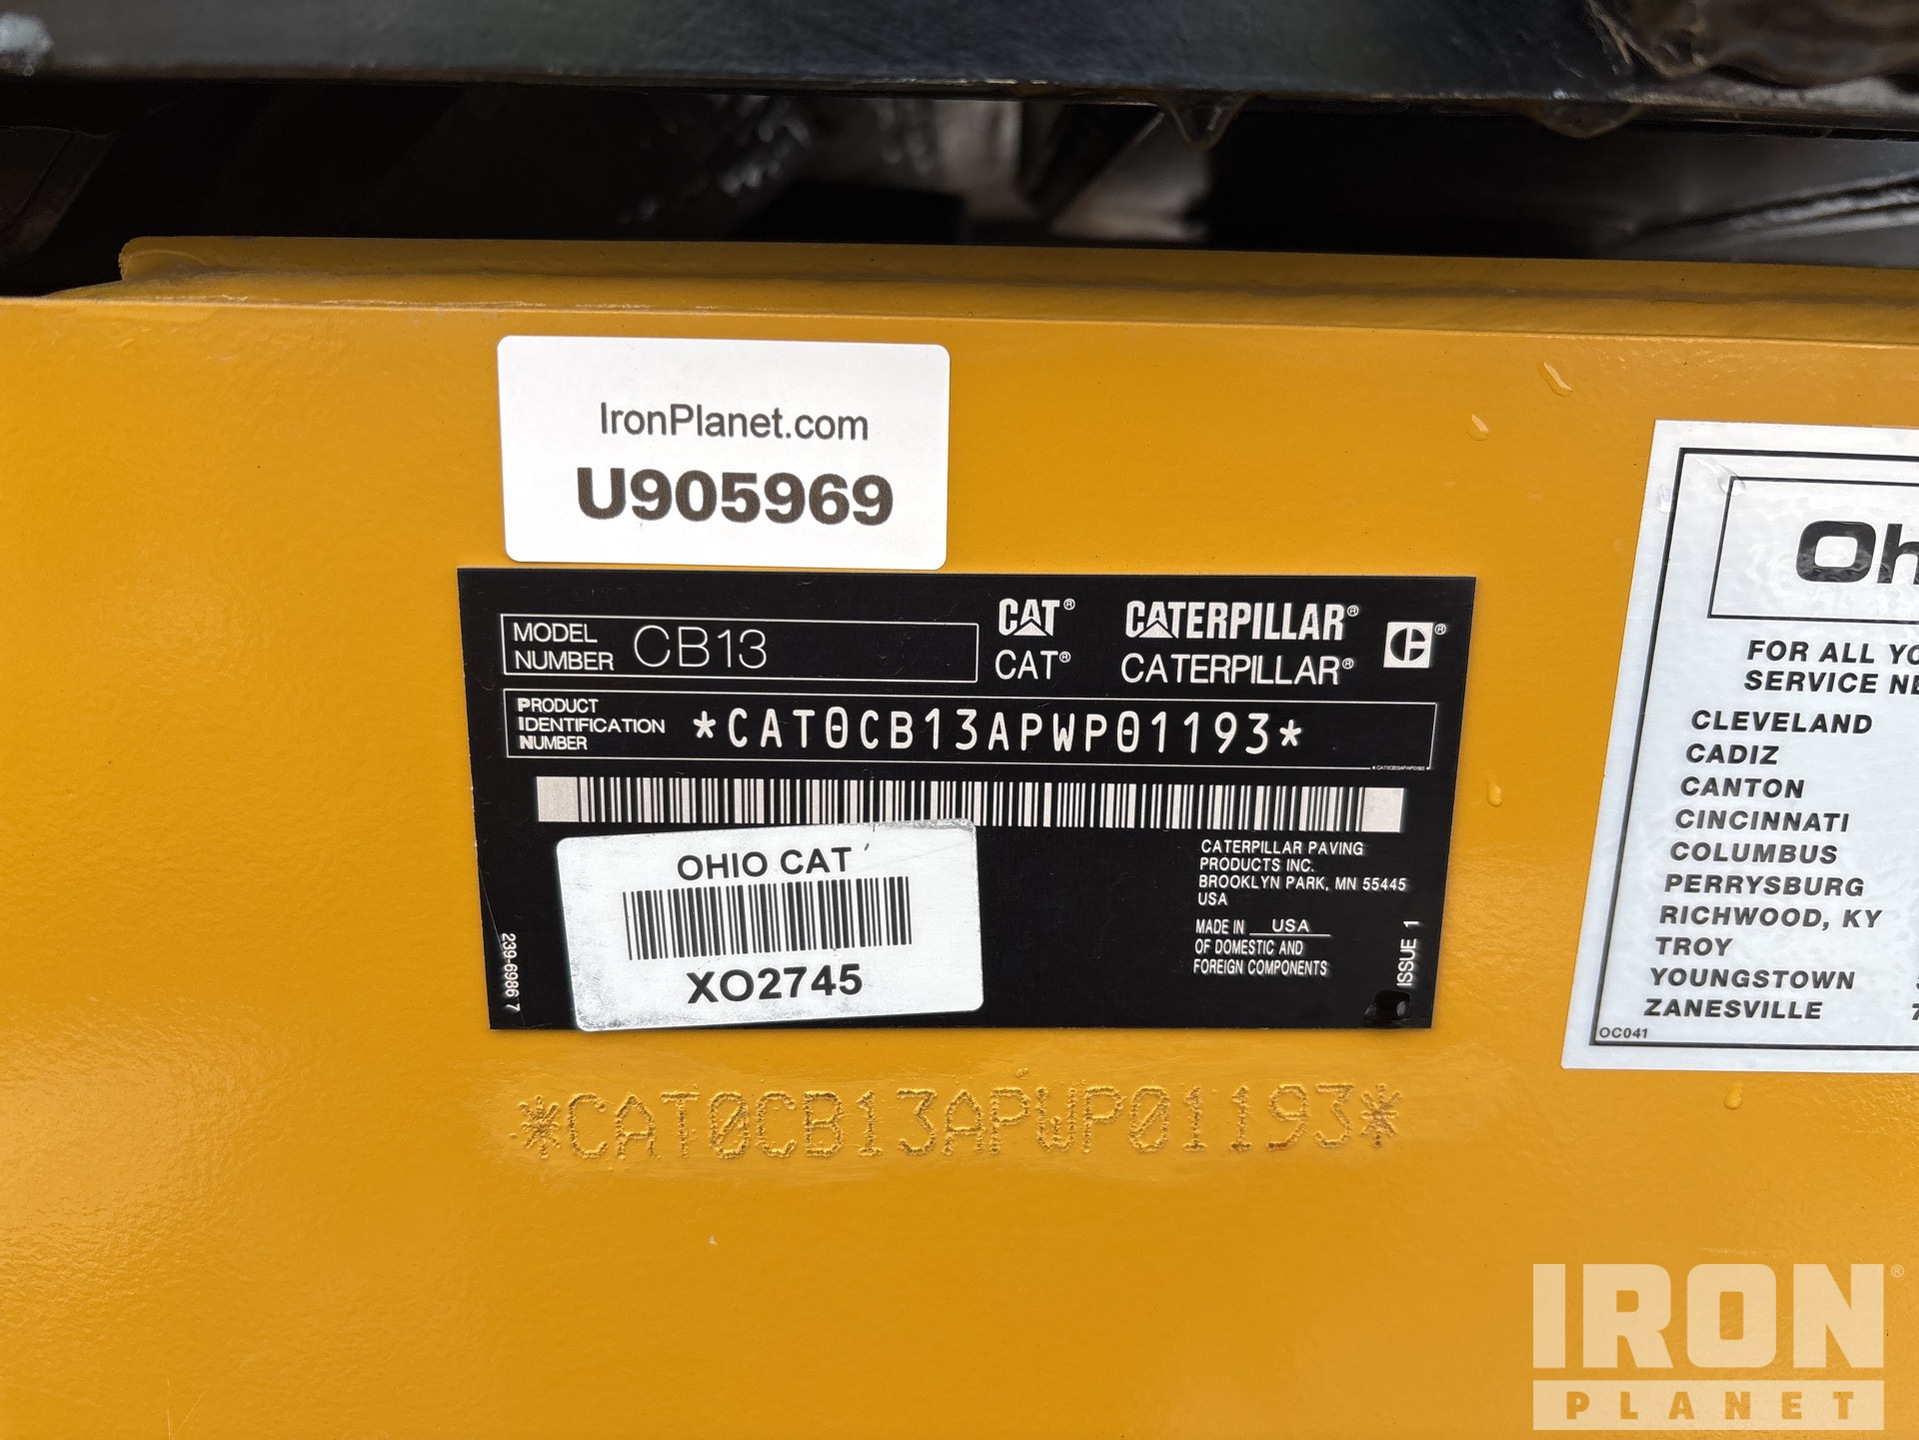 IronPlanet.com
U905969
MODEL NUMBER CB13
CAT® CATERPILLAR®
CAT® CATERPILLAR®
PRODUCT
IDENTIFICATION
NUMBER
*CAT0CB13APWP01193*
*CAT0CB13APWP01193*
CATERPILLAR PAVING
PRODUCTS INC.
BROOKLYN PARK, MN 55445
USA
MADE IN USA
OF DOMESTIC AND
FOREIGN COMPONENTS
ISSUE 1
239-6986 7
OHIO CAT
XO2745
*CAT0CB13APWP01193*
Oh
FOR ALL YO
SERVICE NE
CLEVELAND
CADIZ
CANTON
CINCINNATI
COLUMBUS
PERRYSBURG
RICHWOOD, KY
TROY
YOUNGSTOWN
ZANESVILLE 7
OC041
IRON®
PLANET